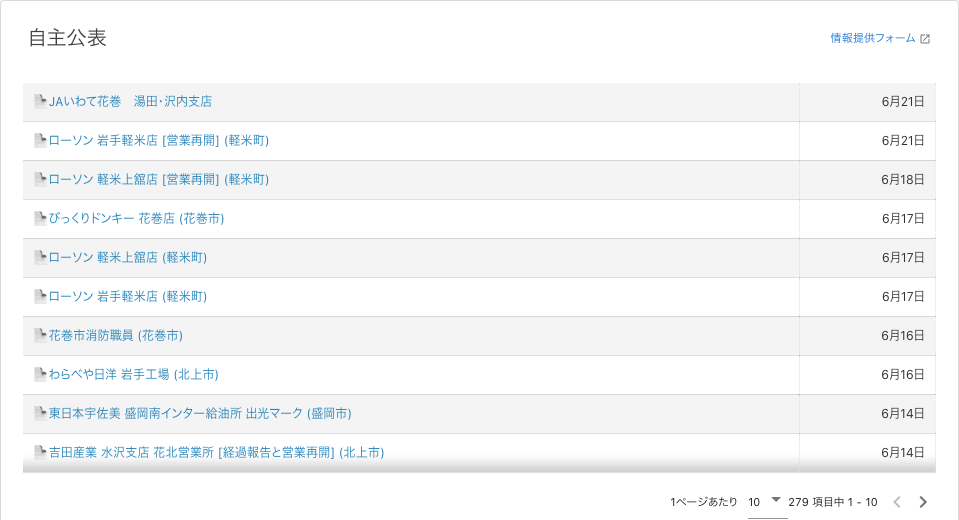 自主公表
情報提供フォーム
JAいわて花巻　湯田・沢内支店 6月21日
ローソン 岩手軽米店 [営業再開] (軽米町) 6月21日
ローソン 軽米上舘店 [営業再開] (軽米町) 6月18日
びっくりドンキー 花巻店 (花巻市) 6月17日
ローソン 軽米上舘店 (軽米町) 6月17日
ローソン 岩手軽米店 (軽米町) 6月17日
花巻市消防職員 (花巻市) 6月16日
わらべや日洋 岩手工場 (北上市) 6月16日
東日本宇佐美 盛岡南インター給油所 出光マーク (盛岡市) 6月14日
吉田産業 水沢支店 花北営業所 [経過報告と営業再開] (北上市) 6月14日
1ページあたり 10 279 項目中 1 - 10